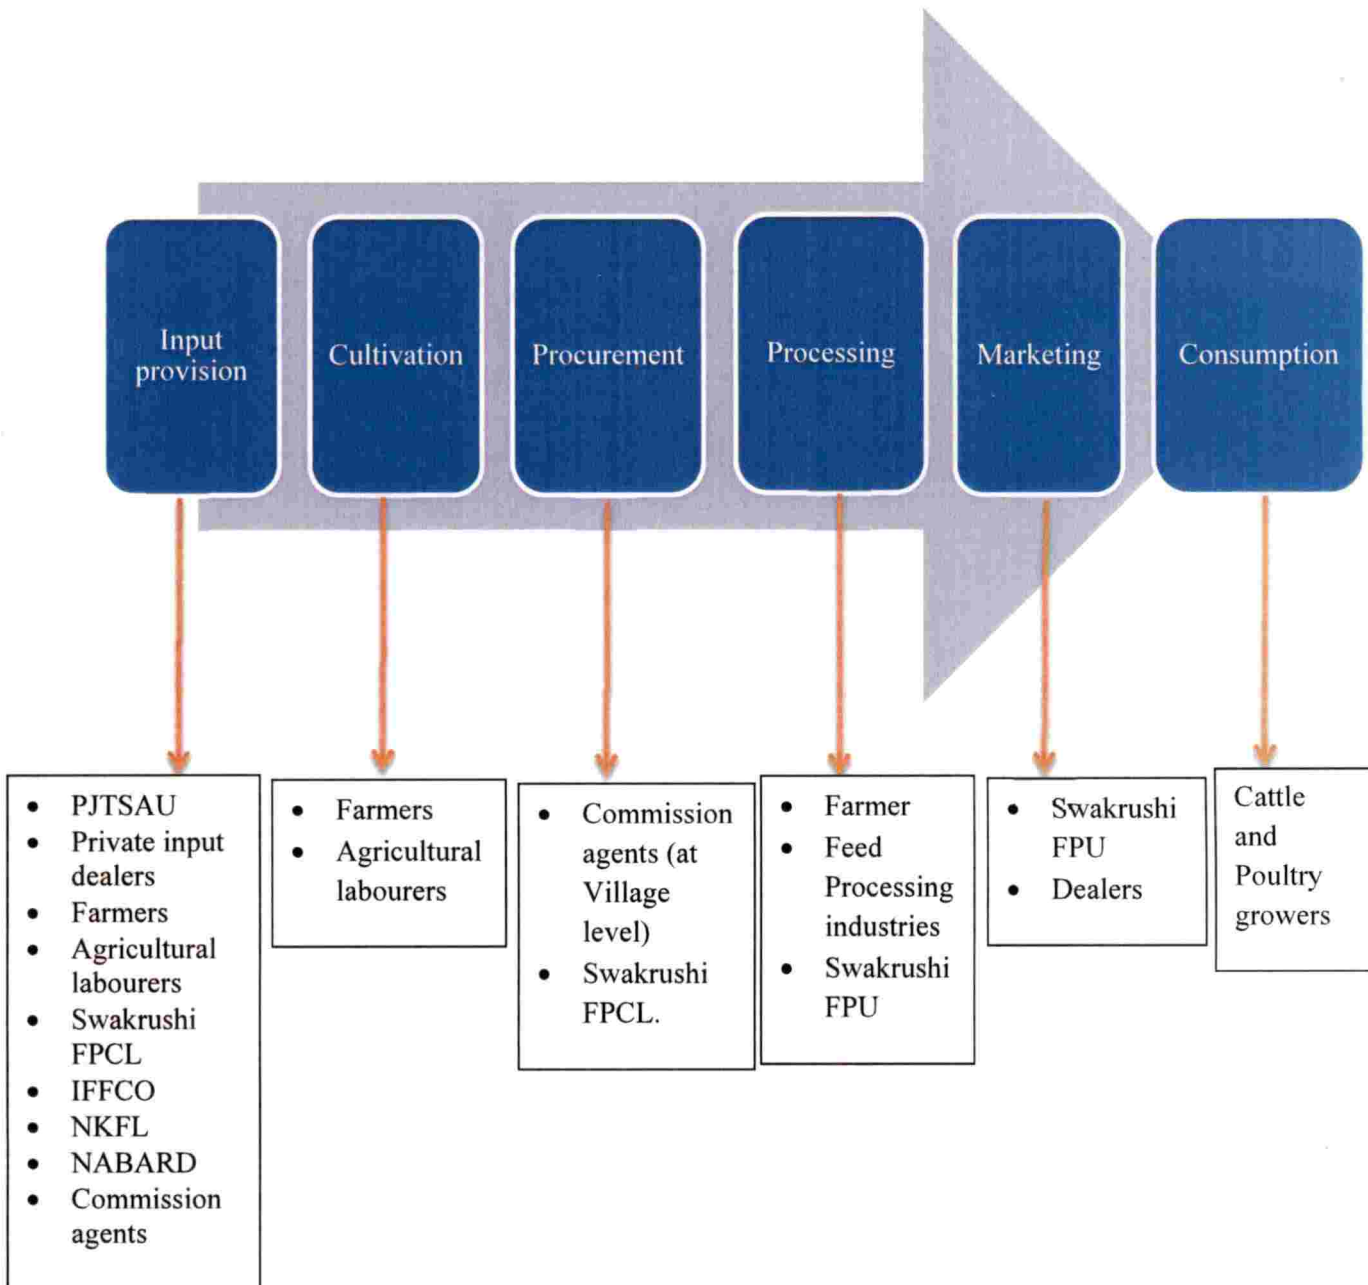 Input
provision
Cultivation
Procurement
Processing
Marketing
Consumption
• PJTSAU
• Private input
dealers
• Farmers
• Agricultural
labourers
• Swakrushi
FPCL
• IFFCO
• NKFL
• NABARD
• Commission
agents
• Farmers
• Agricultural
labourers
• Commission
agents (at
Village
level)
• Swakrushi
FPCL.
• Farmer
• Feed
Processing
industries
• Swakrushi
FPU
• Swakrushi
FPU
• Dealers
Cattle
and
Poultry
growers